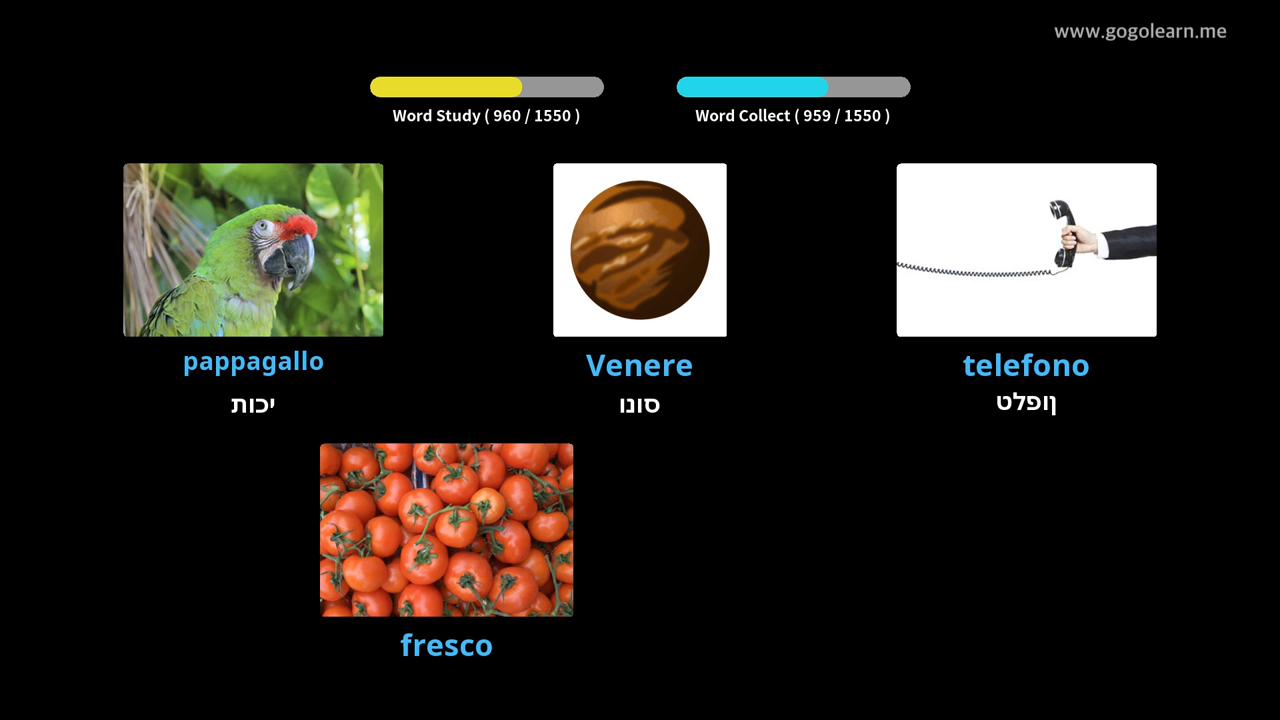 www.gogolearn.me
Word Study ( 960 / 1550 )
Word Collect ( 959 / 1550 )
pappagallo
יכות
Venere
סונו
telefono
ןופלט
fresco